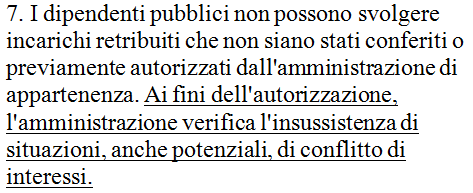 7. I dipendenti pubblici non possono svolgere
incarichi retribuiti che non siano stati conferiti o
previamente autorizzati dall'amministrazione di
appartenenza. Ai fini dell'autorizzazione,
l'amministrazione verifica l'insussistenza di
situazioni, anche potenziali, di conflitto di
interessi.